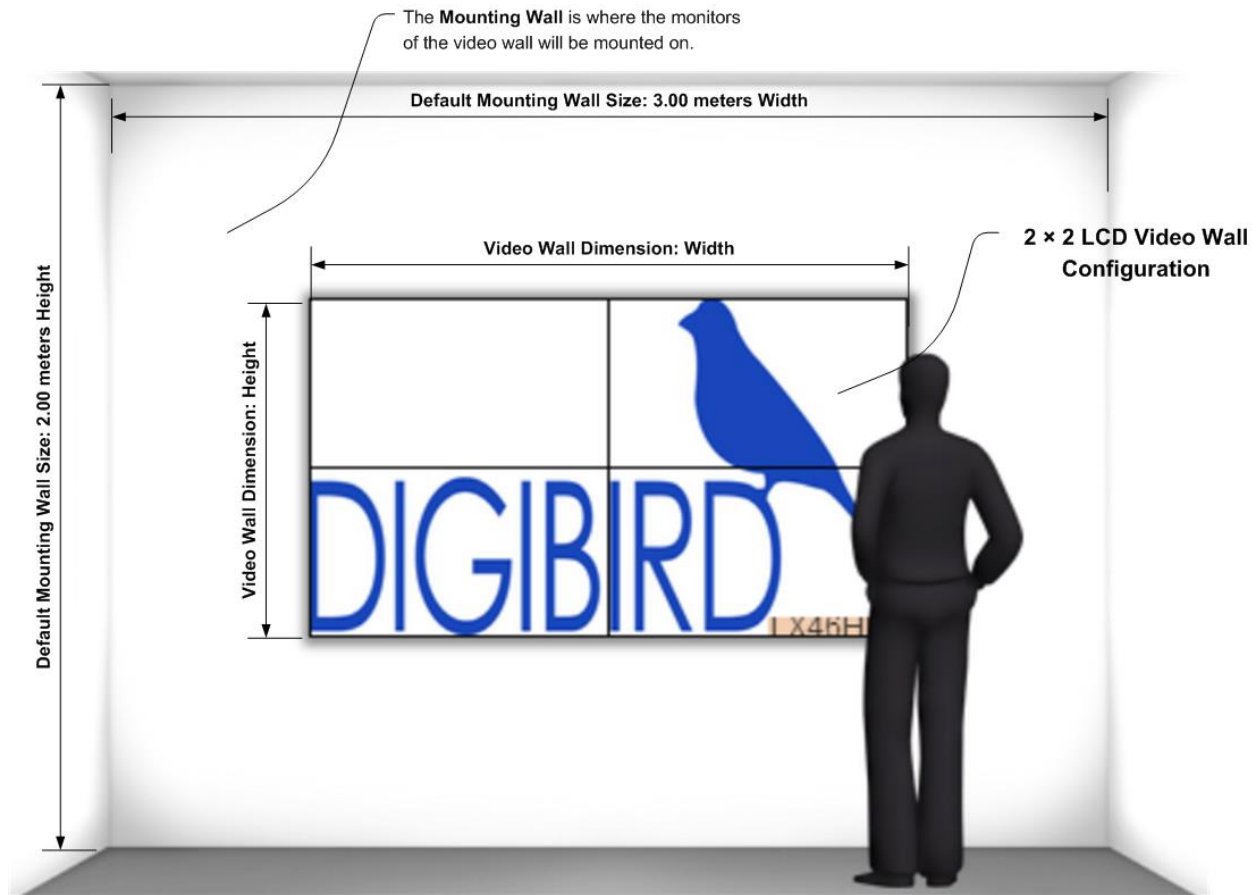 The Mounting Wall is where the monitors
of the video wall will be mounted on.
Default Mounting Wall Size: 3.00 meters Width
Default Mounting Wall Size: 2.00 meters Height
Video Wall Dimension: Width
2 × 2 LCD Video Wall
Configuration
Video Wall Dimension: Height
DIGIBIRD